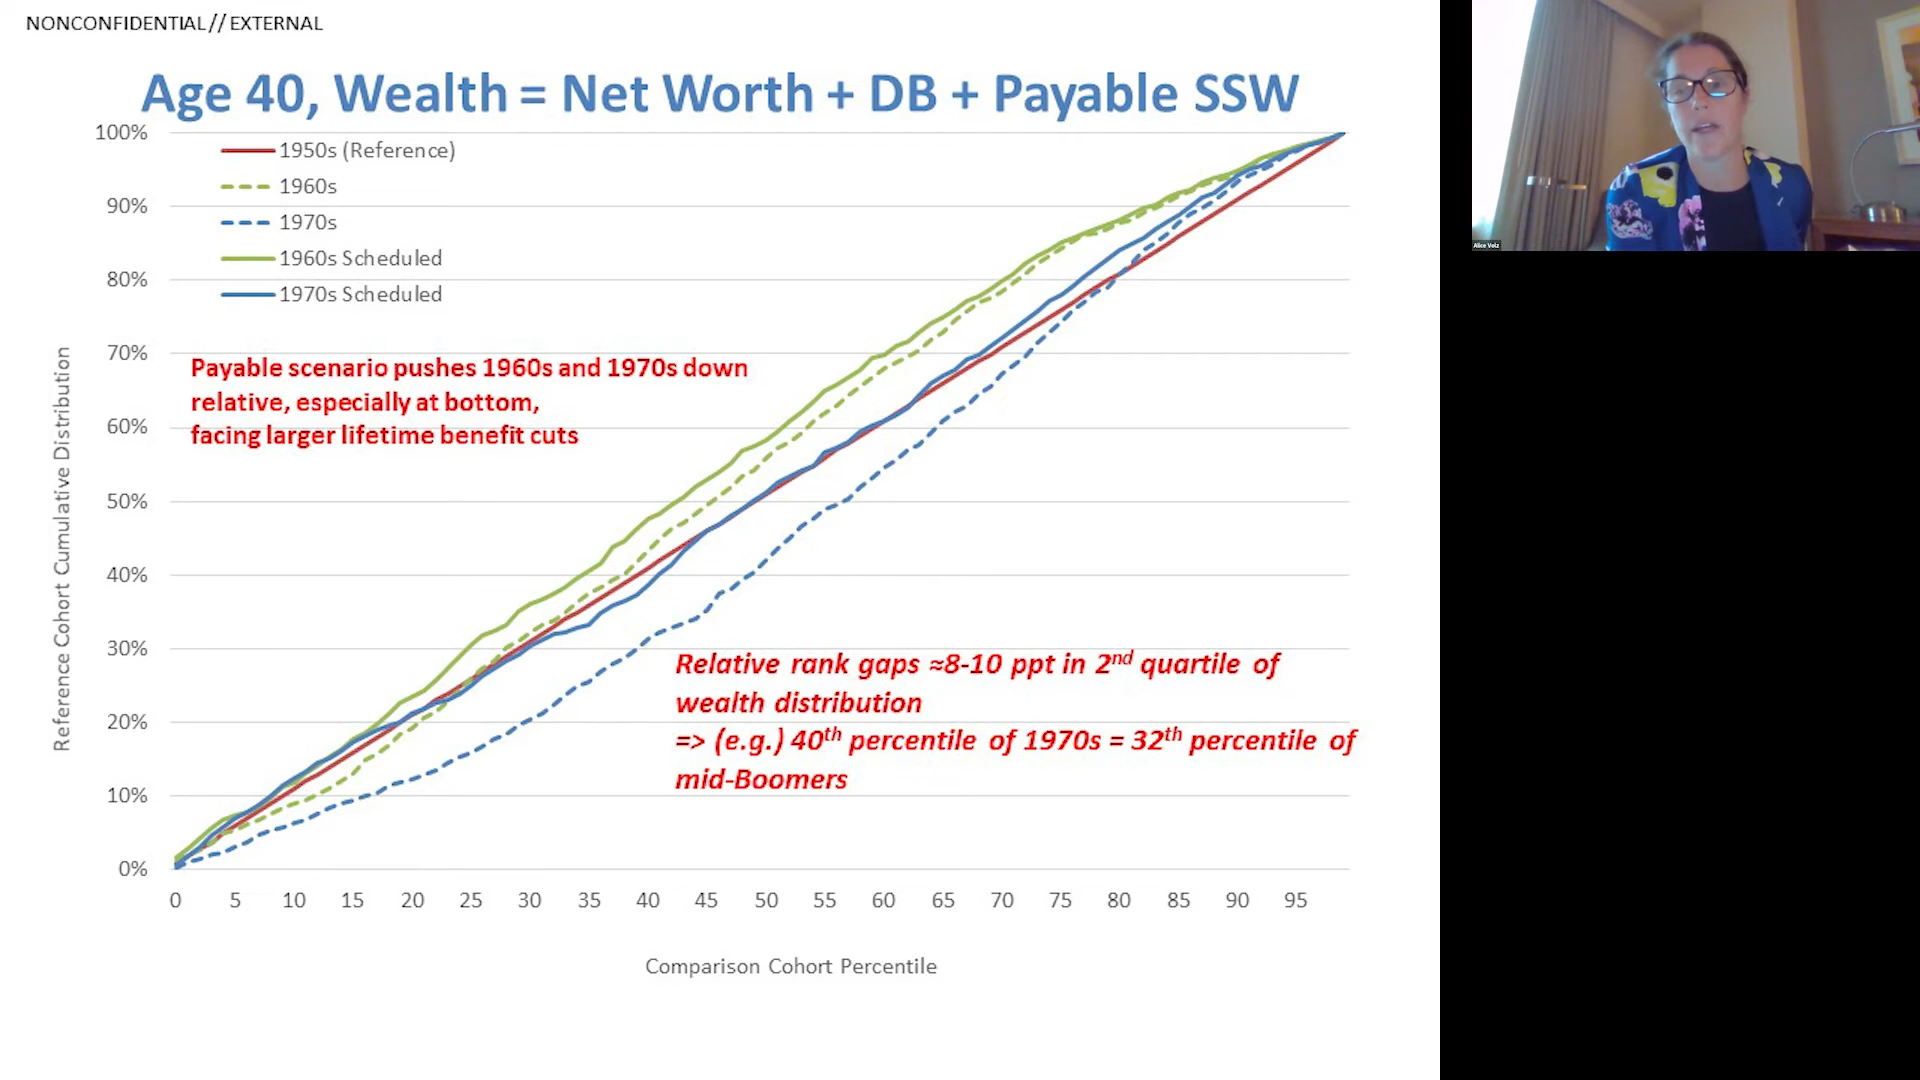 NONCONFIDENTIAL // EXTERNAL
Age 40, Wealth = Net Worth + DB + Payable SSW
100%
90%
80%
70%
60%
50%
40%
30%
20%
10%
0%
1950s (Reference)
1960s
1970s
1960s Scheduled
1970s Scheduled
Payable scenario pushes 1960s and 1970s down
relative, especially at bottom,
facing larger lifetime benefit cuts
Relative rank gaps ≈8-10 ppt in 2nd quartile of
wealth distribution
=> (e.g.) 40th percentile of 1970s = 32th percentile of
mid-Boomers
Reference Cohort Cumulative Distribution
0 5 10 15 20 25 30 35 40 45 50 55 60 65 70 75 80 85 90 95
Comparison Cohort Percentile
Alice Volz